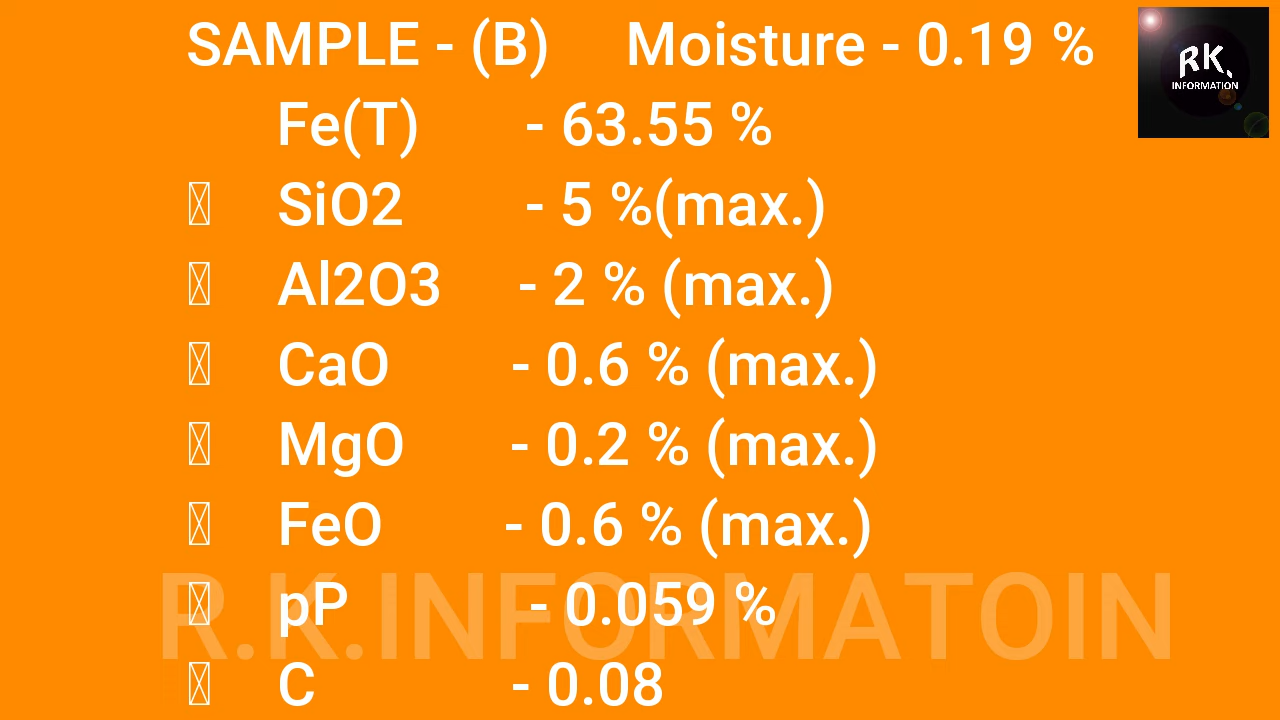 SAMPLE - (B) Moisture - 0.19 %
RK.
INFORMATION
Fe(T) - 63.55 %
SiO2 - 5 %(max.)
Al2O3 - 2 % (max.)
CaO - 0.6 % (max.)
MgO - 0.2 % (max.)
FeO - 0.6 % (max.)
pP - 0.059 %
R.K.INFORMATOIN
C - 0.08